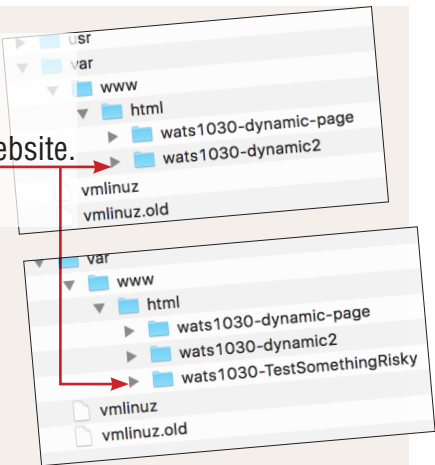 usr
var
www
html
wats1030-dynamic-page
ebsite.
wats1030-dynamic2
vmlinuz
vmlinuz.old
var
www
html
wats1030-dynamic-page
wats1030-dynamic2
wats1030-TestSomethingRisky
vmlinuz
vmlinuz.old